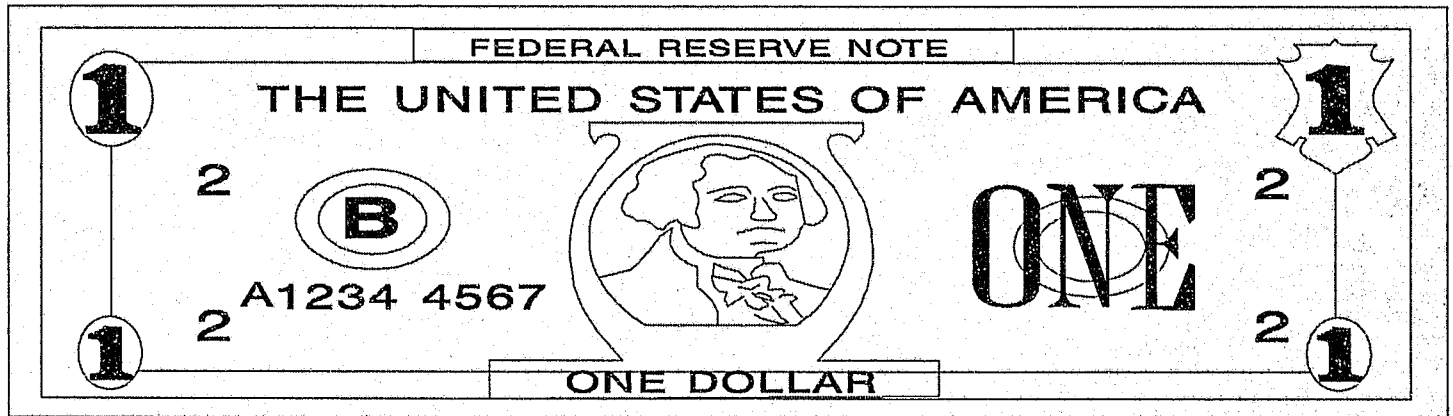 FEDERAL RESERVE NOTE
1 1
THE UNITED STATES OF AMERICA
2 2
B
ONE
A1234 4567
2 2
1 1
ONE DOLLAR